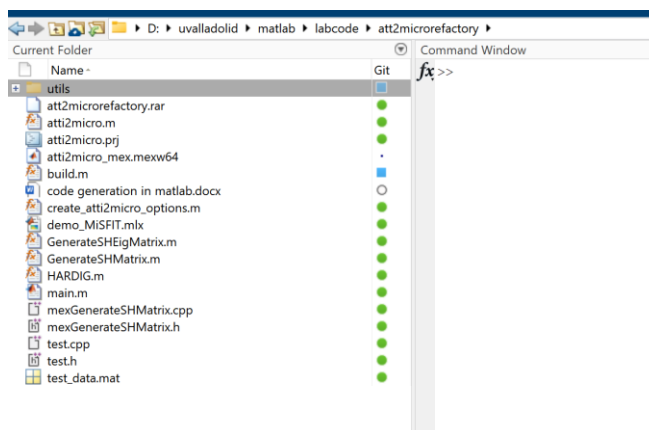 D: uvalladolid matlab labcode att2microrefactory
Current Folder
Command Window
Name
Git
fx >>
utils
att2microrefactory.rar
atti2micro.m
atti2micro.prj
atti2micro_mex.mexw64
build.m
code generation in matlab.docx
create_atti2micro_options.m
demo_MiSFIT.mlx
GenerateSHEigMatrix.m
GenerateSHMatrix.m
HARDIG.m
main.m
mexGenerateSHMatrix.cpp
mexGenerateSHMatrix.h
test.cpp
test.h
test_data.mat